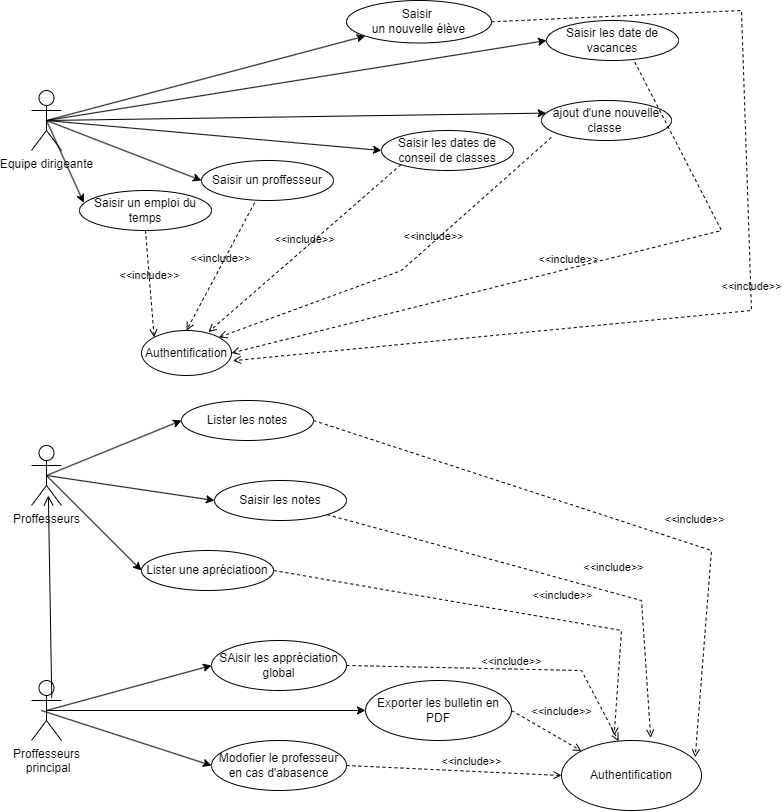 Saisir
un nouvelle élève
Saisir les date de
vacances
ajout d'une nouvelle
classe
Saisir les dates de
conseil de classes
Equipe dirigeante
Saisir un proffesseur
Saisir un emploi du
temps
<<include>>
<<include>>
<<include>>
<<include>>
<<include>>
<<include>>
Authentification
Lister les notes
Proffesseurs
Saisir les notes
<<include>>
Lister une apréciatioon
<<include>>
<<include>>
SAisir les appréciation
global
<<include>>
Exporter les bulletin en
PDF
<<include>>
Proffesseurs
principal
Modofier le professeur
en cas d'abasence
<<include>>
Authentification